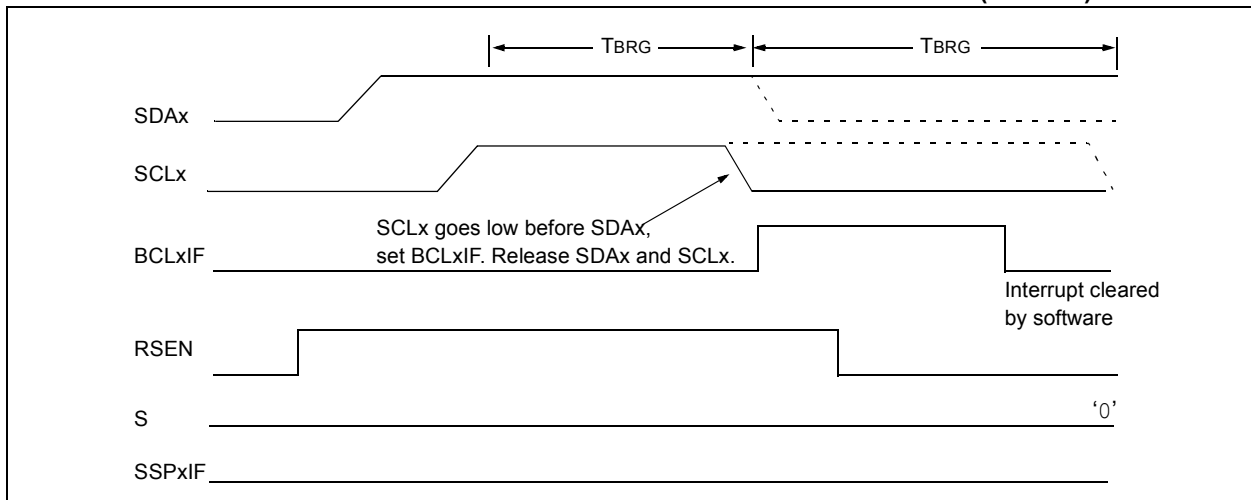 TBRG TBRG
SDAx
SCLx
SCLx goes low before SDAx,
set BCLxIF. Release SDAx and SCLx.
BCLxIF
Interrupt cleared
by software
RSEN
S
‘0’
SSPxIF